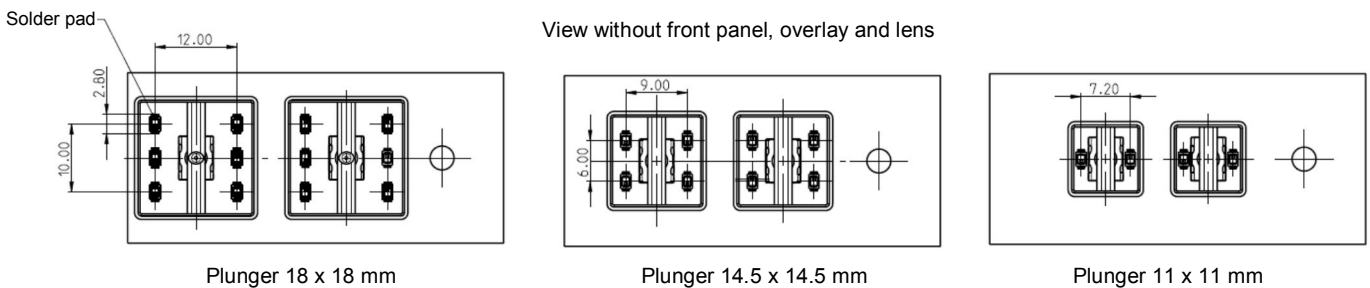 Solder pad
View without front panel, overlay and lens
12.00
2.80
10.00
9.00
6.00
7.20
Plunger 18 x 18 mm
Plunger 14.5 x 14.5 mm
Plunger 11 x 11 mm